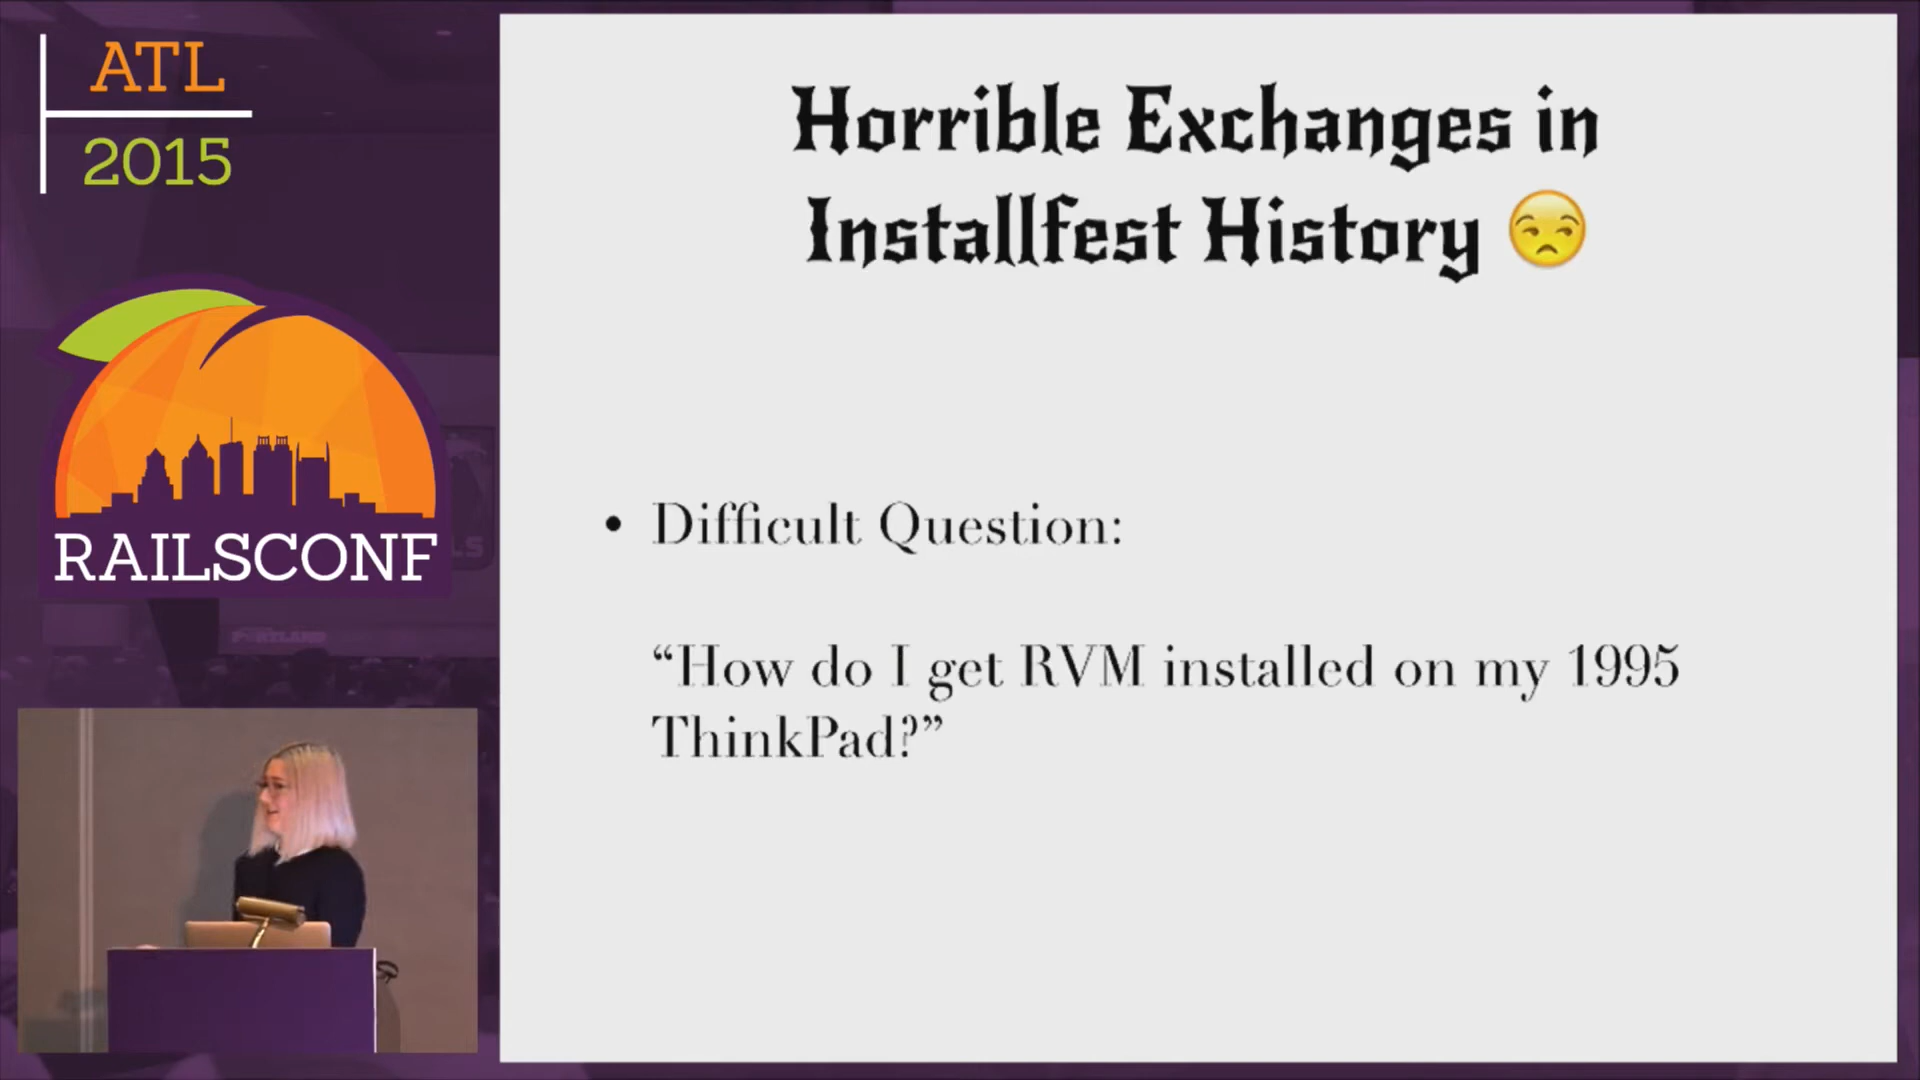 ATL
2015
RAILSCONF
Horrible Exchanges in
Installfest History
• Difficult Question:
“How do I get RVM installed on my 1995
ThinkPad?”
PORTLAND